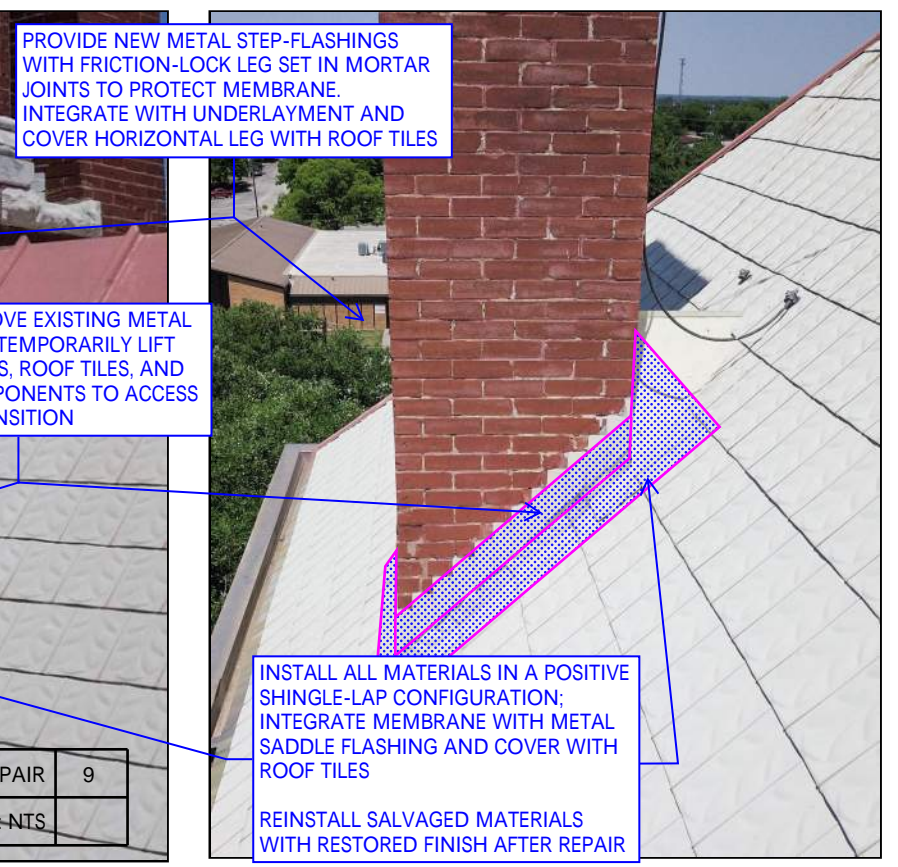 PROVIDE NEW METAL STEP-FLASHINGS
WITH FRICTION-LOCK LEG SET IN MORTAR
JOINTS TO PROTECT MEMBRANE.
INTEGRATE WITH UNDERLAYMENT AND
COVER HORIZONTAL LEG WITH ROOF TILES
OVE EXISTING METAL
TEMPORARILY LIFT
S, ROOF TILES, AND
PONENTS TO ACCESS
NSITION
INSTALL ALL MATERIALS IN A POSITIVE
SHINGLE-LAP CONFIGURATION;
INTEGRATE MEMBRANE WITH METAL
SADDLE FLASHING AND COVER WITH
ROOF TILES
REINSTALL SALVAGED MATERIALS
WITH RESTORED FINISH AFTER REPAIR
PAIR 9
NTS